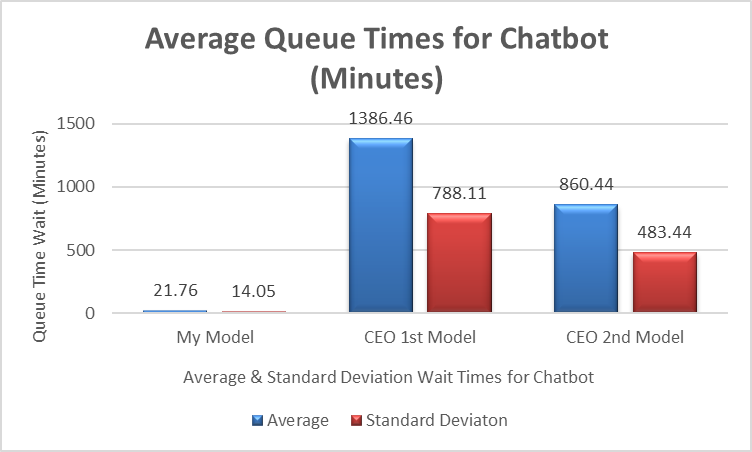 Average Queue Times for Chatbot
(Minutes)
Queue Time Wait (Minutes)
1500
1000
500
0
21.76
14.05
1386.46
788.11
860.44
483.44
My Model
CEO 1st Model
CEO 2nd Model
Average & Standard Deviation Wait Times for Chatbot
Average
Standard Deviaton